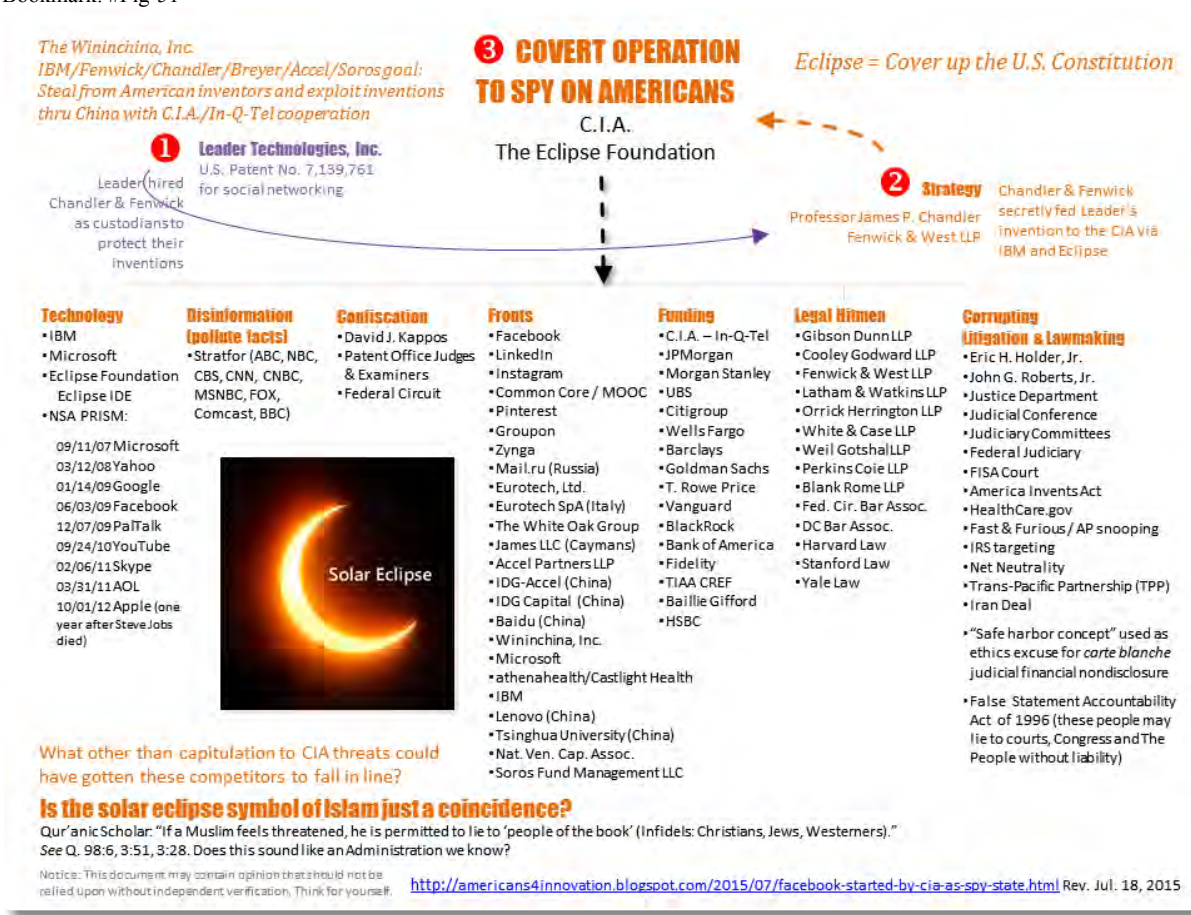 Bookmark: #Fig-51
The Wininchina, Inc.
IBM/Fenwick/Chandler/Breyer/Accel/Soros goal:
Steal from American inventors and exploit inventions
thru China with C.I.A./In-Q-Tel cooperation
3 COVERT OPERATION
TO SPY ON AMERICANS
C.I.A.
The Eclipse Foundation
Eclipse = Cover up the U.S. Constitution
1 Leader Technologies, Inc.
U.S. Patent No. 7,139,761
for social networking
Leader hired
Chandler & Fenwick
as custodians to
protect their
inventions
2 Strategy
Professor James P. Chandler
Fenwick & West LLP
Chandler & Fenwick
secretly fed Leader's
invention to the CIA via
IBM and Eclipse
Technology
▪IBM
▪Microsoft
▪Eclipse Foundation
Eclipse IDE
▪NSA PRISM:
09/11/07 Microsoft
03/12/08 Yahoo
01/14/09 Google
06/03/09 Facebook
12/07/09 PalTalk
09/24/10 YouTube
02/06/11 Skype
03/31/11 AOL
10/01/12 Apple (one
year after Steve Jobs
died)
Disinformation
(pollute facts)
▪Stratfor (ABC, NBC,
CBS, CNN, CNBC,
MSNBC, FOX,
Comcast, BBC)
Confiscation
▪David J. Kappos
▪Patent Office Judges
& Examiners
▪Federal Circuit
Solar Eclipse
Fronts
▪Facebook
▪LinkedIn
▪Instagram
▪Common Core / MOOC
▪Pinterest
▪Groupon
▪Zynga
▪Mail.ru (Russia)
▪Eurotech, Ltd.
▪Eurotech SpA (Italy)
▪The White Oak Group
▪James LLC (Caymans)
▪Accel Partners LLP
▪IDG-Accel (China)
▪IDG Capital (China)
▪Baidu (China)
▪Wininchina, Inc.
▪Microsoft
▪athenahealth/Castlight Health
▪IBM
▪Lenovo (China)
▪Tsinghua University (China)
▪Nat. Ven. Cap. Assoc.
▪Soros Fund Management LLC
Funding
▪C.I.A. – In-Q-Tel
▪JPMorgan
▪Morgan Stanley
▪UBS
▪Citigroup
▪Wells Fargo
▪Barclays
▪Goldman Sachs
▪T. Rowe Price
▪Vanguard
▪BlackRock
▪Bank of America
▪Fidelity
▪TIAA CREF
▪Baillie Gifford
▪HSBC
Legal Hitmen
▪Gibson Dunn LLP
▪Cooley Godward LLP
▪Fenwick & West LLP
▪Latham & Watkins LLP
▪Orrick Herrington LLP
▪White & Case LLP
▪Weil Gotshal LLP
▪Perkins Coie LLP
▪Blank Rome LLP
▪Fed. Cir. Bar Assoc.
▪DC Bar Assoc.
▪Harvard Law
▪Stanford Law
▪Yale Law
Corrupting
Litigation & Lawmaking
▪Eric H. Holder, Jr.
▪John G. Roberts, Jr.
▪Justice Department
▪Judicial Conference
▪Judiciary Committees
▪Federal Judiciary
▪FISA Court
▪America Invents Act
▪HealthCare.gov
▪Fast & Furious / AP snooping
▪IRS targeting
▪Net Neutrality
▪Trans-Pacific Partnership (TPP)
▪Iran Deal
▪"Safe harbor concept" used as
ethics excuse for carte blanche
judicial financial nondisclosure
▪False Statement Accountability
Act of 1996 (these people may
lie to courts, Congress and The
People without liability)
What other than capitulation to CIA threats could
have gotten these competitors to fall in line?
Is the solar eclipse symbol of Islam just a coincidence?
Qur'anic Scholar: "If a Muslim feels threatened, he is permitted to lie to 'people of the book' (Infidels: Christians, Jews, Westerners)."
See Q. 98:6, 3:51, 3:28. Does this sound like an Administration we know?
Notice: This document may contain opinion that should not be
relied upon without independent verification. Think for yourself.
http://americans4innovation.blogspot.com/2015/07/facebook-started-by-cia-as-spy-state.html Rev. Jul. 18, 2015